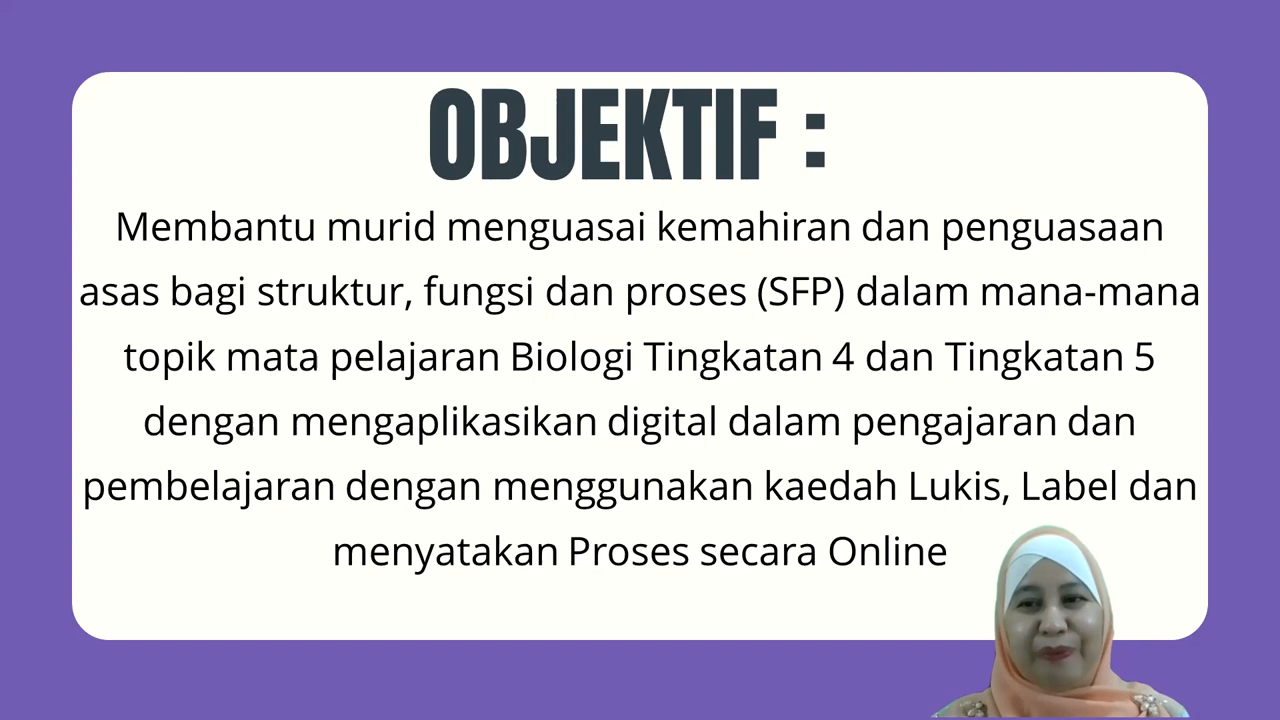 OBJEKTIF :
Membantu murid menguasai kemahiran dan penguasaan
asas bagi struktur, fungsi dan proses (SFP) dalam mana-mana
topik mata pelajaran Biologi Tingkatan 4 dan Tingkatan 5
dengan mengaplikasikan digital dalam pengajaran dan
pembelajaran dengan menggunakan kaedah Lukis, Label dan
menyatakan Proses secara Online